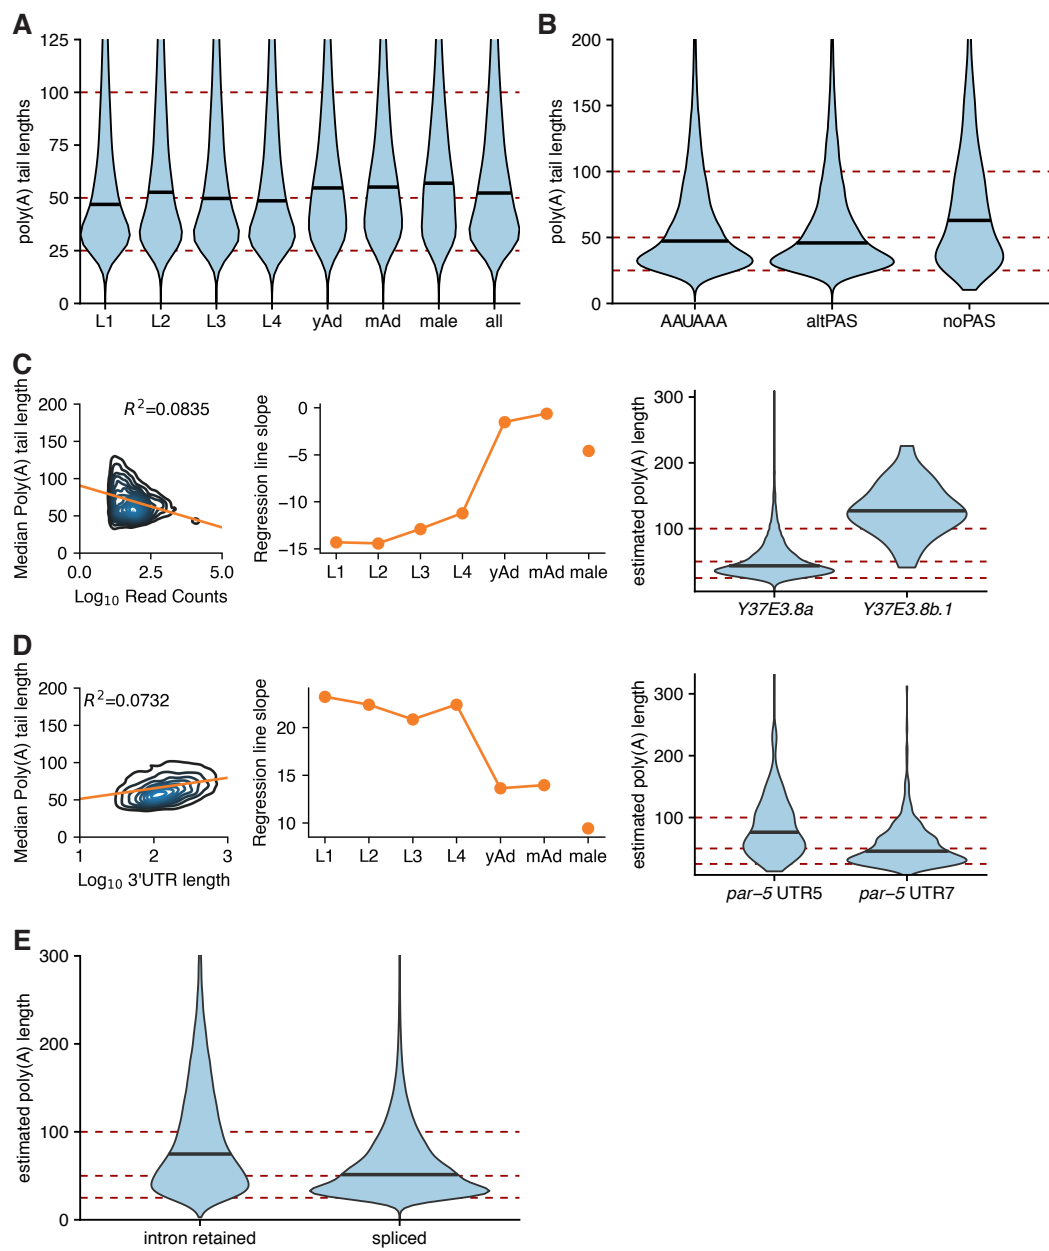 A
poly(A) tail lengths
125
100
75
50
25
0
L1 L2 L3 L4 yAd mAd male all
B
poly(A) tail lengths
200
150
100
50
0
AAUAAA altPAS noPAS
C
Median Poly(A) tail length
200
150
100
50
0
R²=0.0835
0.0 2.5 5.0
Log₁₀ Read Counts
Regression line slope
0
−5
−10
−15
L1 L2 L3 L4 yAd mAd male
estimated poly(A) length
300
200
100
Y37E3.8a Y37E3.8b.1
D
Median Poly(A) tail length
200
150
100
50
0
R²=0.0732
1 2 3
Log₁₀ 3'UTR length
Regression line slope
20
15
10
L1 L2 L3 L4 yAd mAd male
estimated poly(A) length
300
200
100
par−5 UTR5 par−5 UTR7
E
estimated poly(A) length
300
200
100
0
intron retained spliced